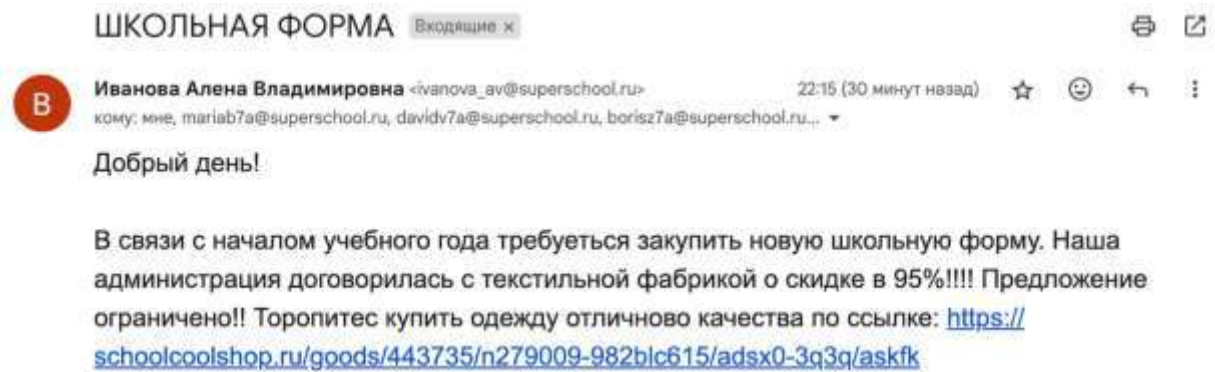 ШКОЛЬНАЯ ФОРМА Входящие x
В
Иванова Алена Владимировна <ivanova_av@superschool.ru> 22:15 (30 минут назад)
кому: мне, mariab7a@superschool.ru, davidv7a@superschool.ru, borisz7a@superschool.ru...
Добрый день!
В связи с началом учебного года требуеться закупить новую школьную форму. Наша
администрация договорилась с текстильной фабрикой о скидке в 95%!!!! Предложение
ограничено!! Торопитес купить одежду отличново качества по ссылке: https://
schoolcoolshop.ru/goods/443735/n279009-982blc615/adsx0-3q3q/askfk